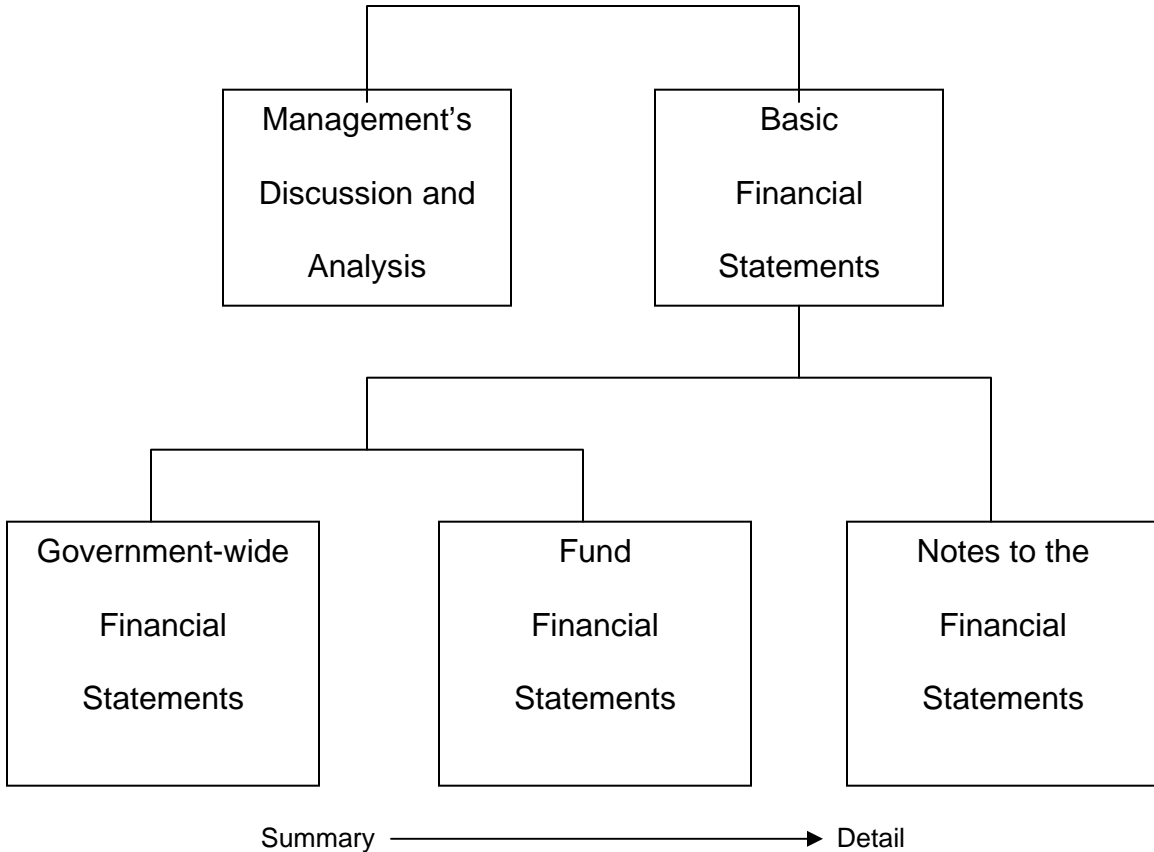 Management’s
Discussion and
Analysis
Basic
Financial
Statements
Government-wide
Financial
Statements
Fund
Financial
Statements
Notes to the
Financial
Statements
Summary
Detail